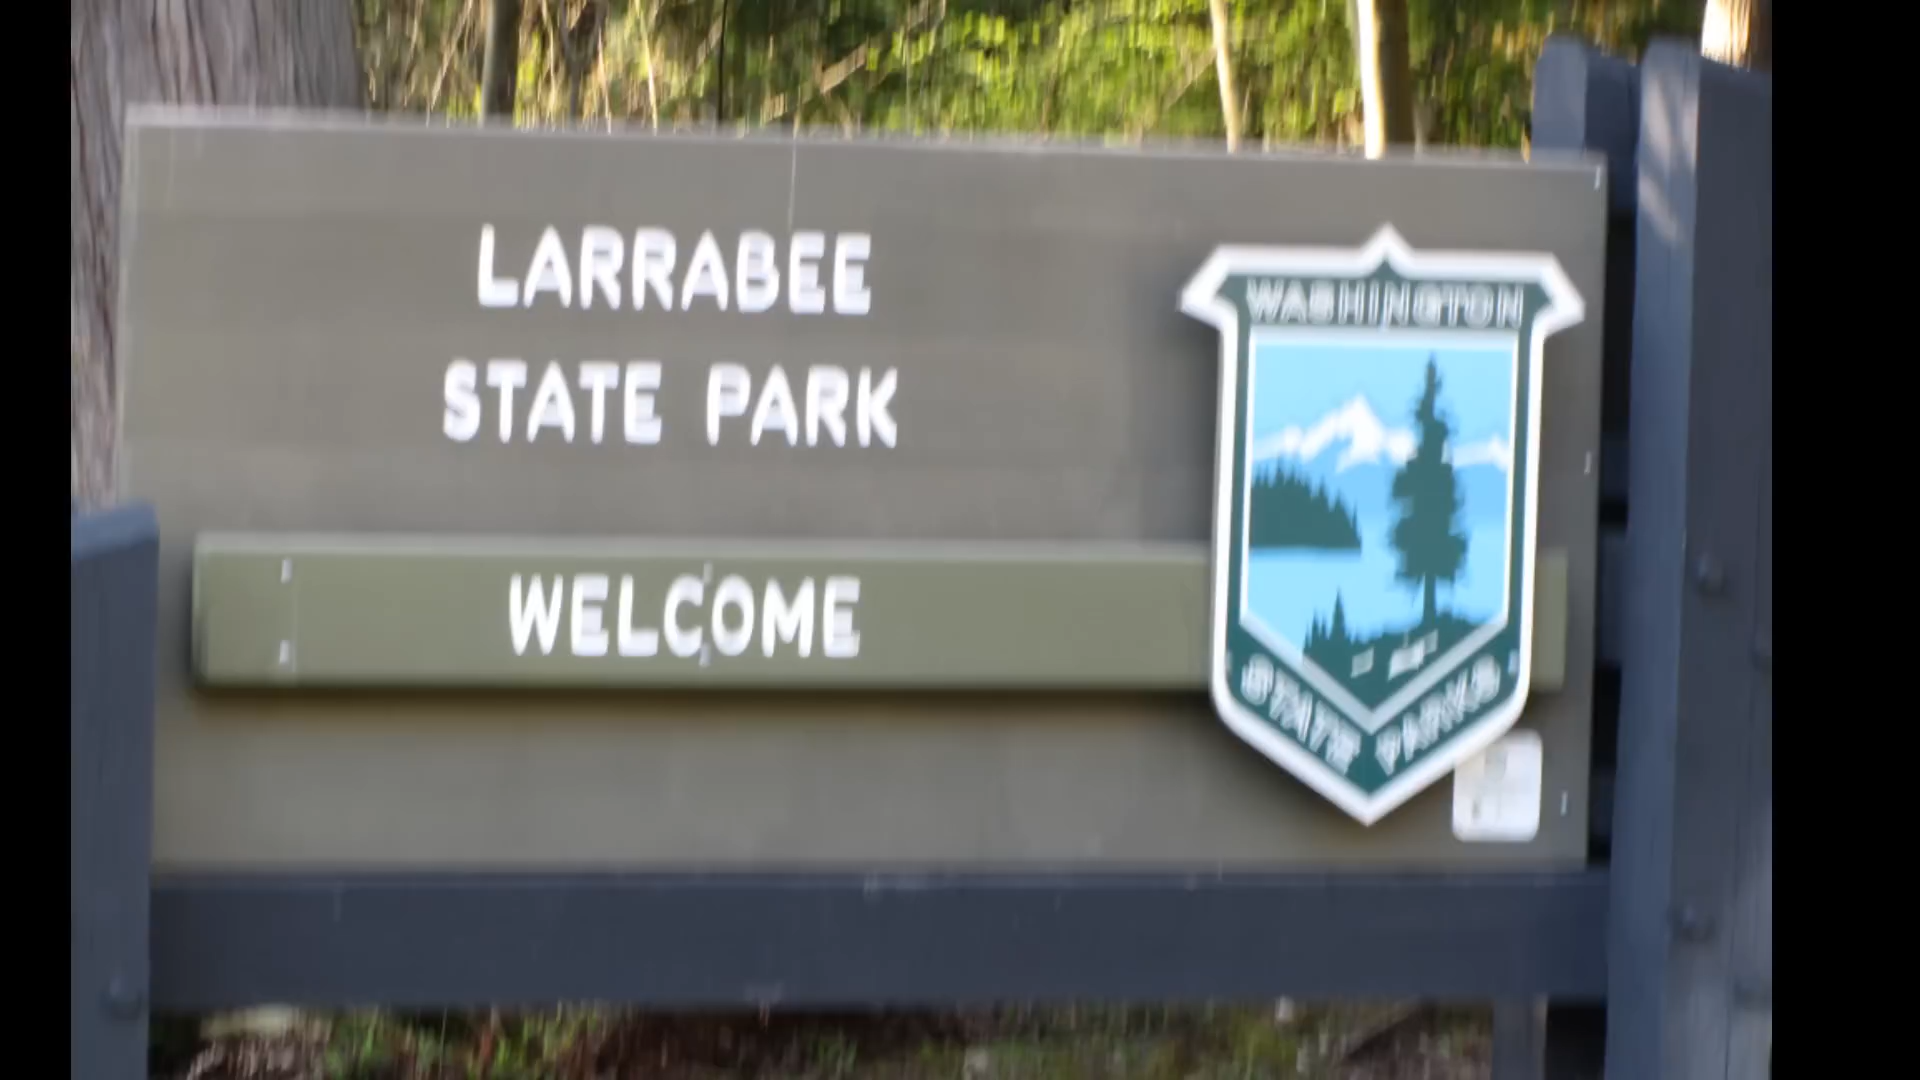 LARRABEE
STATE PARK
WELCOME
WASHINGTON
STATE PARKS